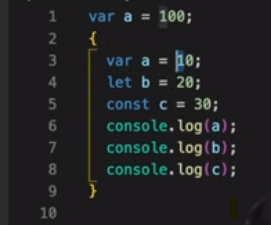 1 var a = 100;
2 {
3 var a = 10;
4 let b = 20;
5 const c = 30;
6 console.log(a);
7 console.log(b);
8 console.log(c);
9 }
10